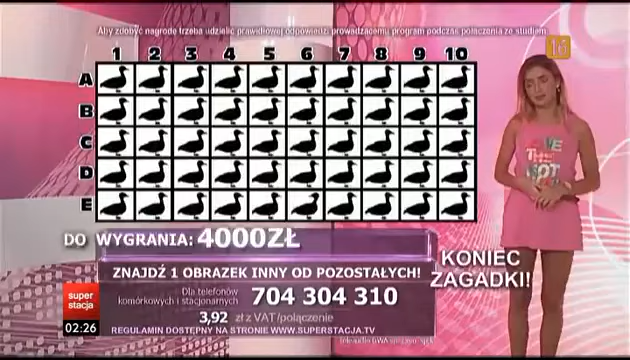 Aby zdobyć nagrodę trzeba udzielić prawidłowej odpowiedzi prowadzącemu program podczas połączenia ze studiem
16
1 2 3 4 5 6 7 8 9 10
A
B
C
D
E
DO WYGRANIA: 4000ZŁ
ZNAJDŹ 1 OBRAZEK INNY OD POZOSTAŁYCH!
KONIEC
ZAGADKI!
Dla telefonów
komórkowych i stacjonarnych
704 304 310
3,92 zł z VAT/połączenie
REGULAMIN DOSTĘPNY NA STRONIE WWW.SUPERSTACJA.TV
super
stacja
02:26